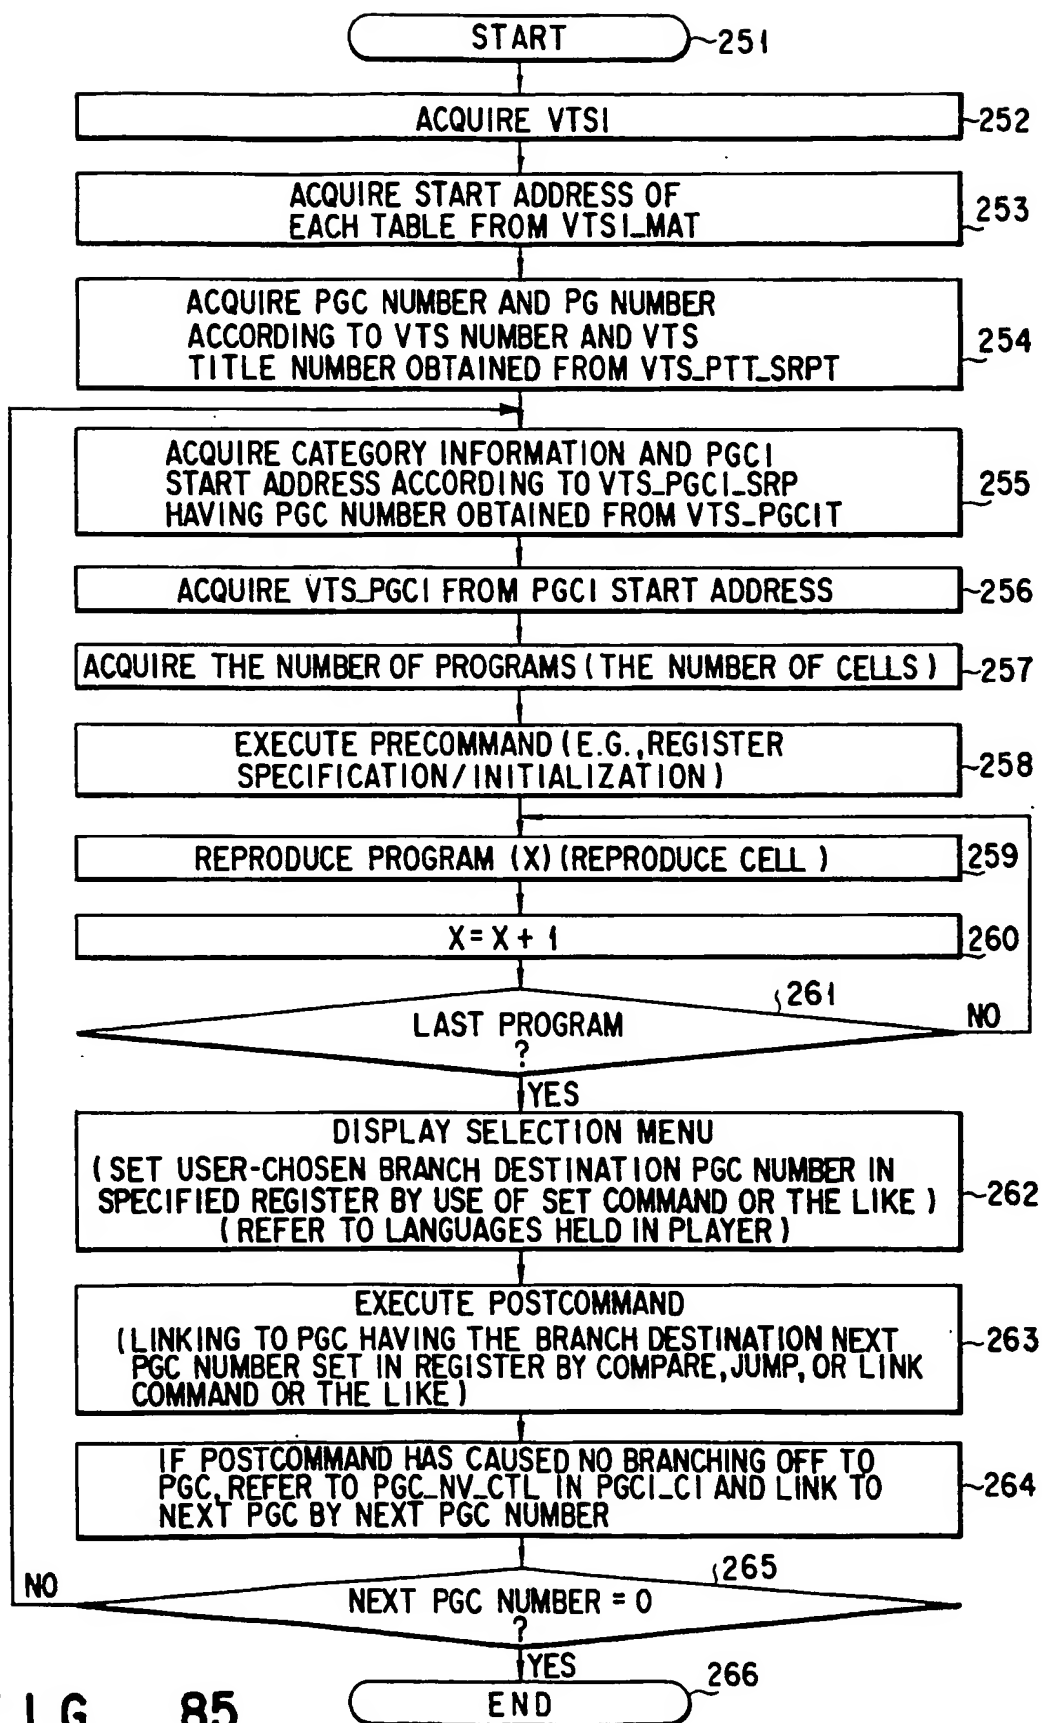 START
251
ACQUIRE VTSI
252
ACQUIRE START ADDRESS OF
EACH TABLE FROM VTSI_MAT
253
ACQUIRE PGC NUMBER AND PG NUMBER
ACCORDING TO VTS NUMBER AND VTS
TITLE NUMBER OBTAINED FROM VTS_PTT_SRPT
254
ACQUIRE CATEGORY INFORMATION AND PGCI
START ADDRESS ACCORDING TO VTS_PGCI_SRP
HAVING PGC NUMBER OBTAINED FROM VTS_PGCIT
255
ACQUIRE VTS_PGCI FROM PGCI START ADDRESS
256
ACQUIRE THE NUMBER OF PROGRAMS (THE NUMBER OF CELLS)
257
EXECUTE PRECOMMAND (E.G., REGISTER
SPECIFICATION/INITIALIZATION)
258
REPRODUCE PROGRAM (X) (REPRODUCE CELL)
259
X=X+1
260
261
LAST PROGRAM
?
NO
YES
DISPLAY SELECTION MENU
(SET USER-CHOSEN BRANCH DESTINATION PGC NUMBER IN
SPECIFIED REGISTER BY USE OF SET COMMAND OR THE LIKE)
(REFER TO LANGUAGES HELD IN PLAYER)
262
EXECUTE POSTCOMMAND
(LINKING TO PGC HAVING THE BRANCH DESTINATION NEXT
PGC NUMBER SET IN REGISTER BY COMPARE, JUMP, OR LINK
COMMAND OR THE LIKE)
263
IF POSTCOMMAND HAS CAUSED NO BRANCHING OFF TO
PGC, REFER TO PGC_NV_CTL IN PGCI_CI AND LINK TO
NEXT PGC BY NEXT PGC NUMBER
264
265
NO
NEXT PGC NUMBER = 0
?
YES
266
END
IG. 85